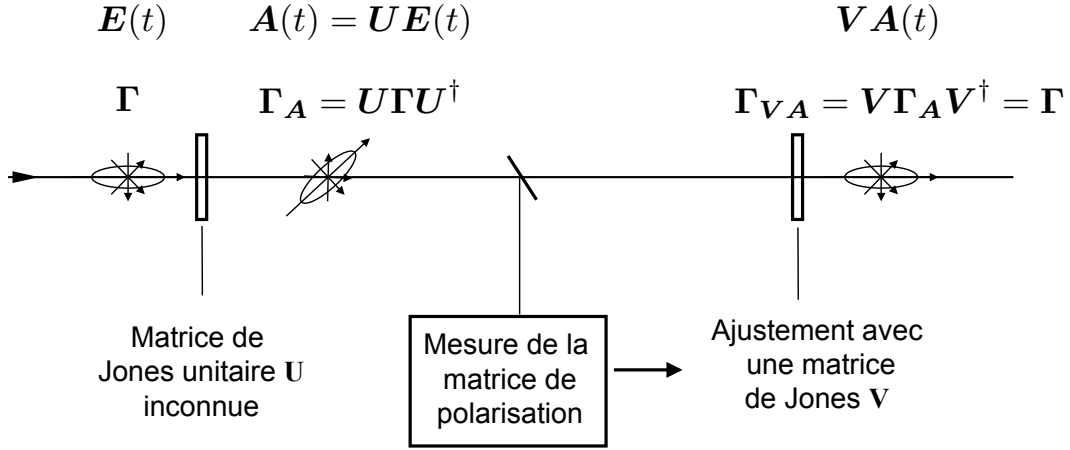 E(t) A(t) = UE(t) VA(t)
Γ Γ_A = UΓU† Γ_VA = VΓ_AV† = Γ
Matrice de
Jones unitaire U
inconnue
Mesure de la
matrice de
polarisation
Ajustement avec
une matrice
de Jones V